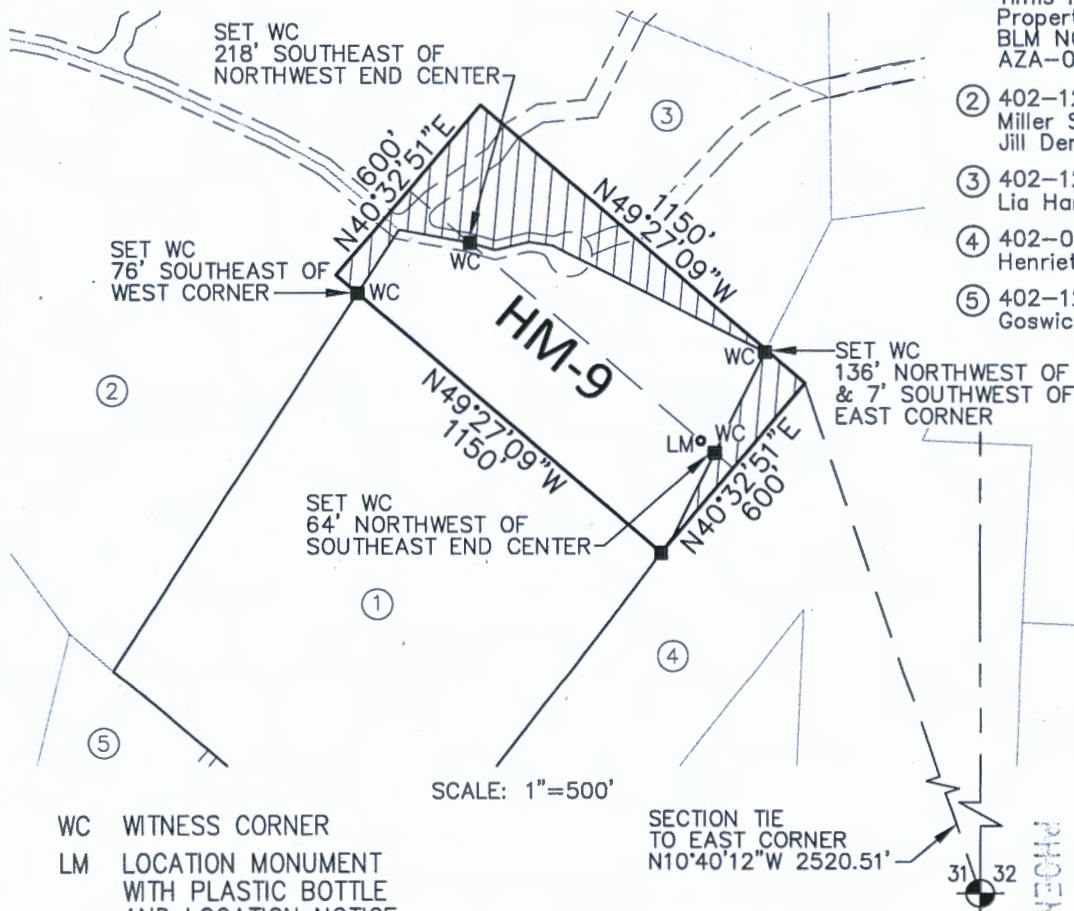 Propert
BLM NO
AZA-0
② 402-12
Miller S
Jill Der
③ 402-12
Lia Har
④ 402-0
Henriet
⑤ 402-12
Goswic
SET WC
218' SOUTHEAST OF
NORTHWEST END CENTER
③
600'
N40°32'51"E
1150'
N49°27'09"W
SET WC
76' SOUTHEAST OF
WEST CORNER
WC
WC
HM-9
WC
SET WC
136' NORTHWEST OF
& 7' SOUTHWEST OF
EAST CORNER
②
N49°27'09"W
1150'
LM
WC
N40°32'51"E
600'
SET WC
64' NORTHWEST OF
SOUTHEAST END CENTER
①
④
⑤
SCALE: 1"=500'
WC WITNESS CORNER
LM LOCATION MONUMENT
WITH PLASTIC BOTTLE
AND LOCATION NOTICE
SECTION TIE
TO EAST CORNER
N10°40'12"W 2520.51'
31 32
PHOEN